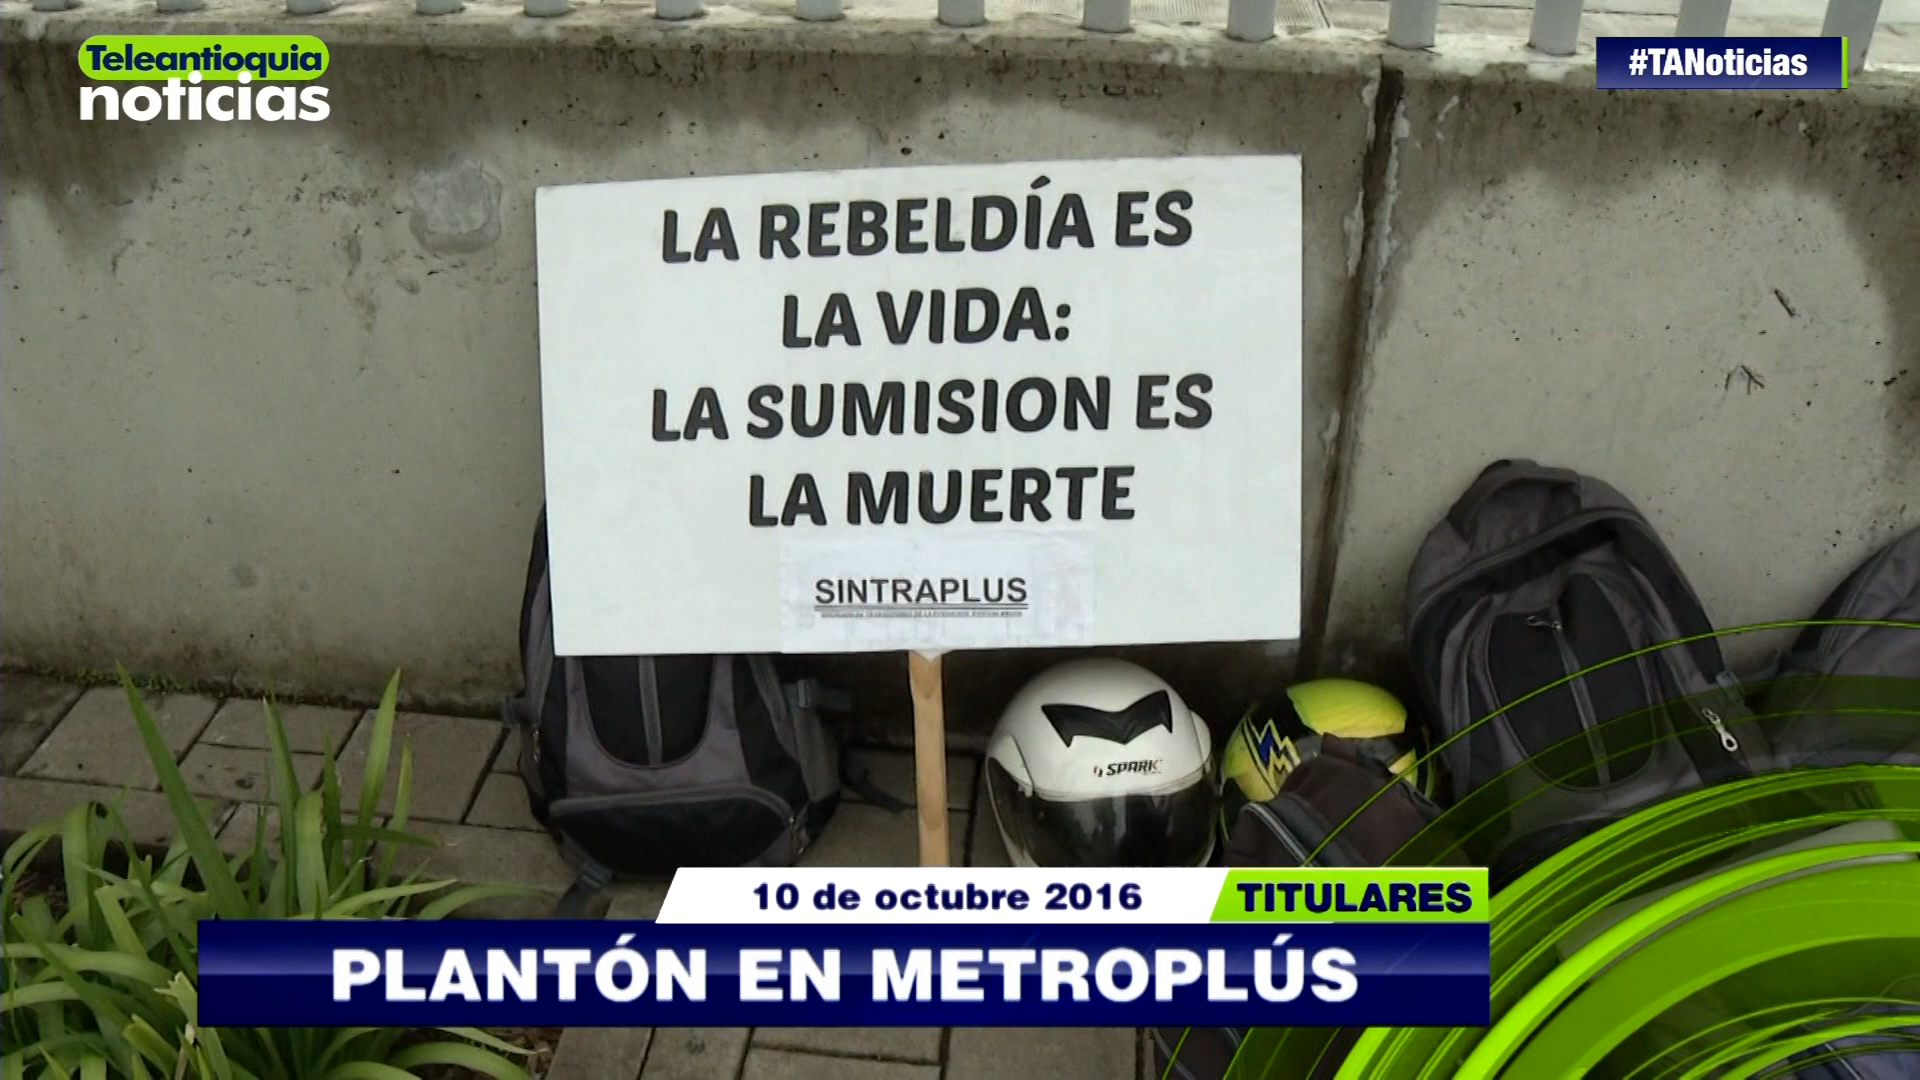 Teleantioquia
noticias
#TANoticias
LA REBELDÍA ES
LA VIDA:
LA SUMISION ES
LA MUERTE
SINTRAPLUS
SPARK
10 de octubre 2016
TITULARES
PLANTÓN EN METROPLÚS